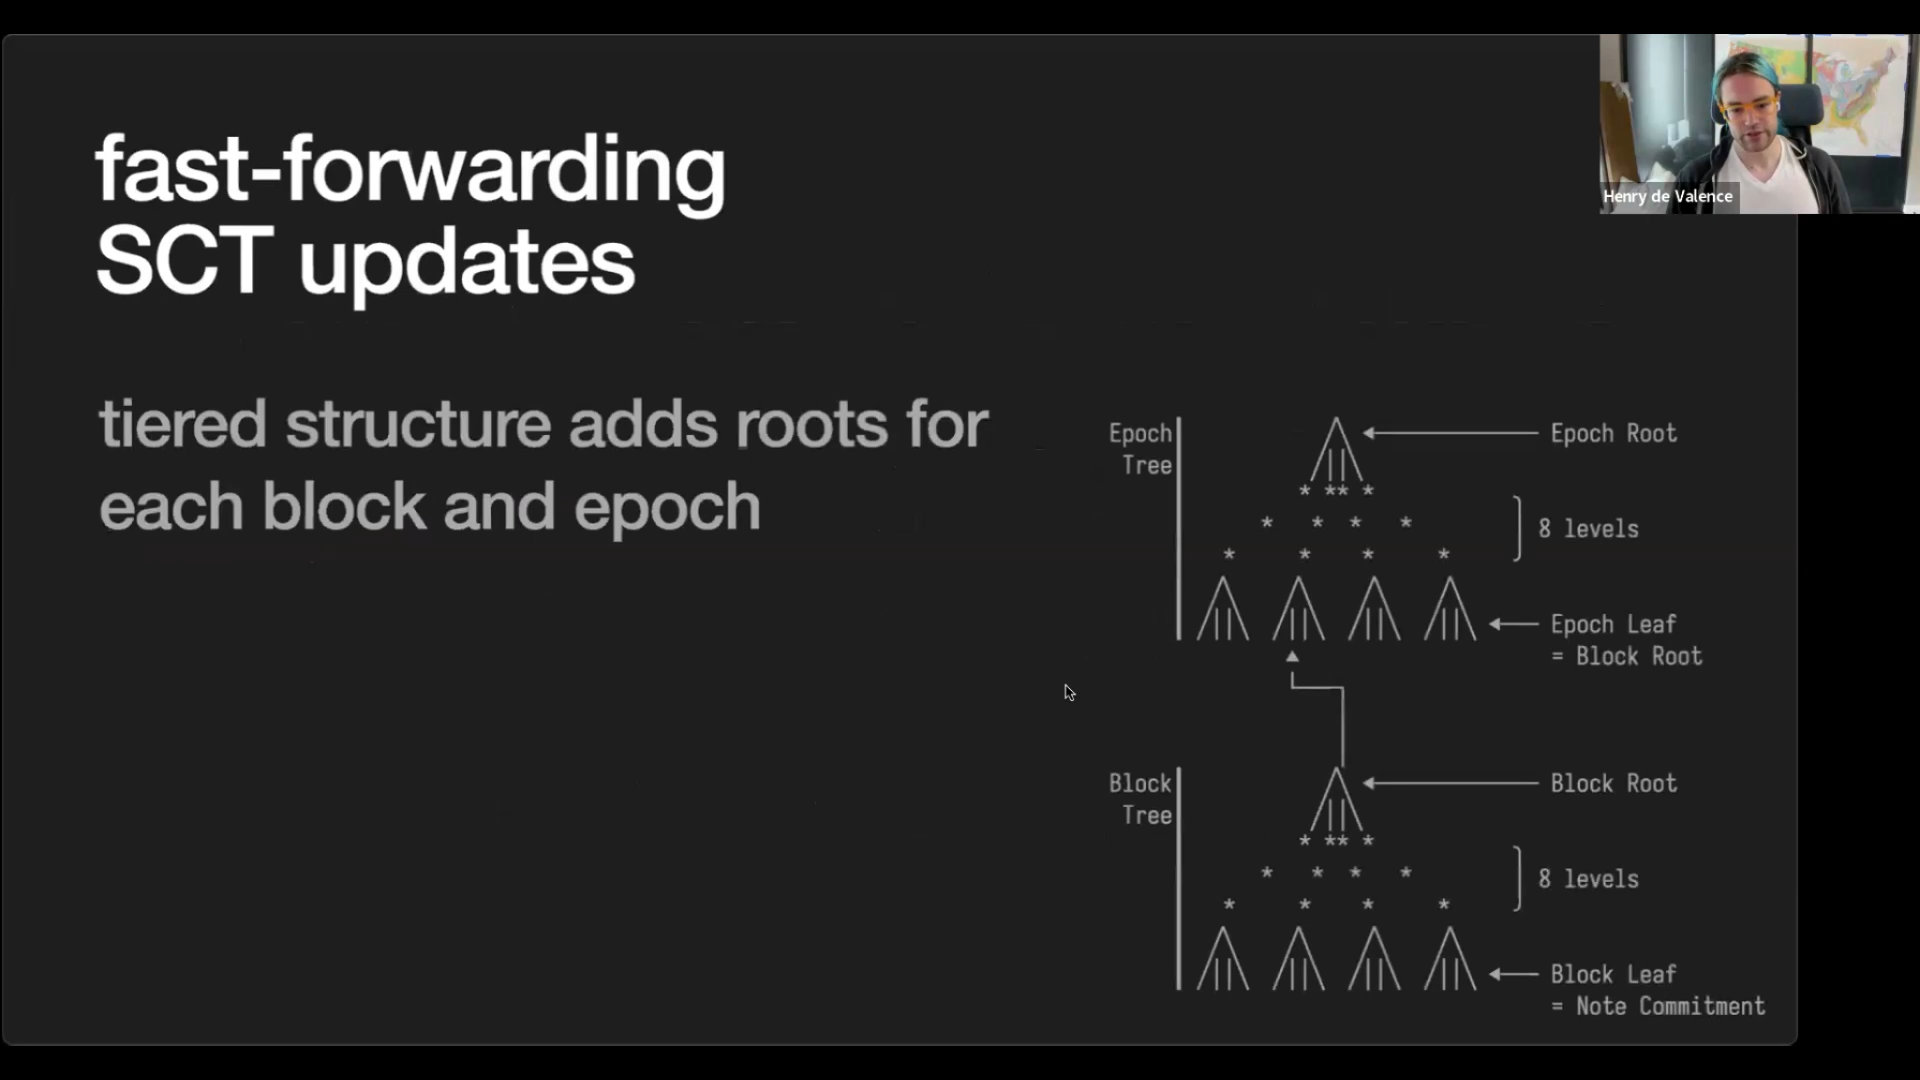 fast-forwarding
SCT updates
Henry de Valence
tiered structure adds roots for
each block and epoch
Epoch
Tree
Epoch Root
* ** *
* * * *
8 levels
* * * *
Epoch Leaf
= Block Root
Block
Tree
Block Root
* ** *
* * * *
8 levels
* * * *
Block Leaf
= Note Commitment